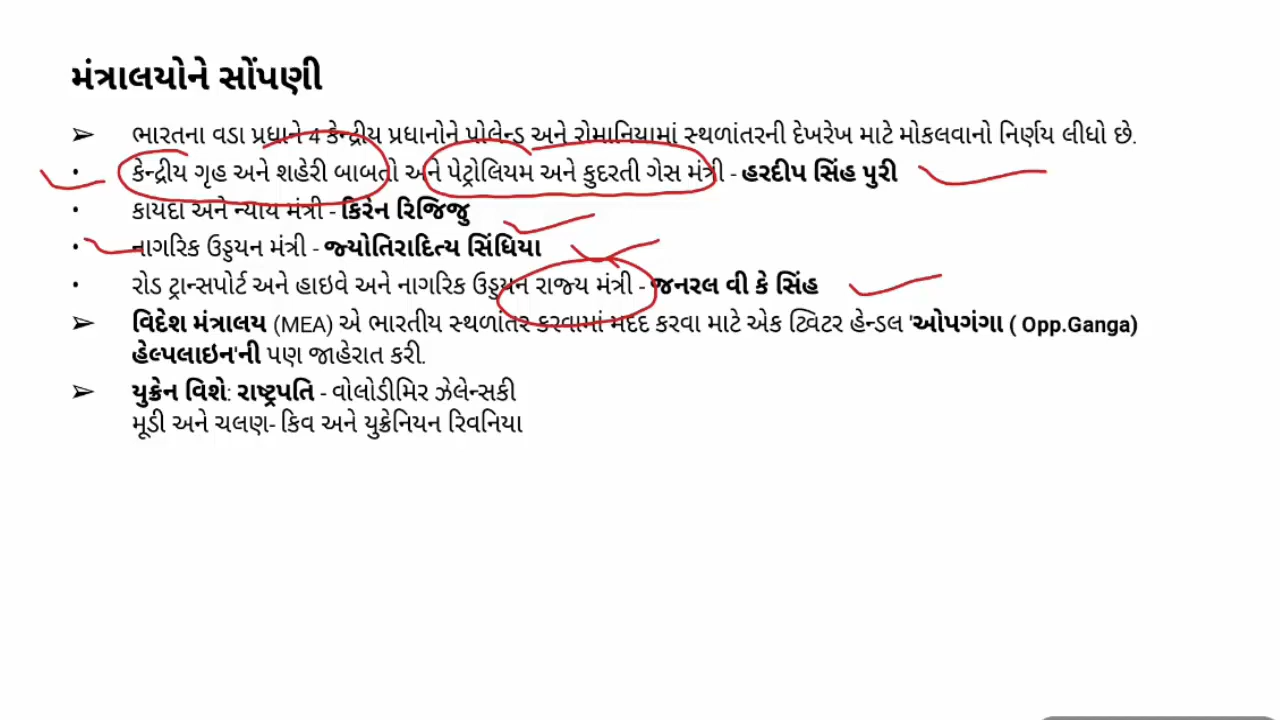 મંત્રાલયોને સોંપણી
➢ ભારતના વડા પ્રધાને 4 કેન્દ્રીય પ્રધાનોને પોલેન્ડ અને રોમાનિયામાં સ્થળાંતરની દેખરેખ માટે મોકલવાનો નિર્ણય લીધો છે.
• કેન્દ્રીય ગૃહ અને શહેરી બાબતો અને પેટ્રોલિયમ અને કુદરતી ગેસ મંત્રી - હરદીપ સિંહ પુરી
• કાયદા અને ન્યાય મંત્રી - કિરેન રિજિજુ
• નાગરિક ઉડ્ડયન મંત્રી - જ્યોતિરાદિત્ય સિંધિયા
• રોડ ટ્રાન્સપોર્ટ અને હાઇવે અને નાગરિક ઉડ્ડયન રાજ્ય મંત્રી - જનરલ વી કે સિંહ
➢ વિદેશ મંત્રાલય (MEA) એ ભારતીય સ્થળાંતર કરવામાં મદદ કરવા માટે એક ટ્વિટર હેન્ડલ 'ઓપગંગા ( Opp.Ganga)
હેલ્પલાઇન'ની પણ જાહેરાત કરી.
➢ યુક્રેન વિશે: રાષ્ટ્રપતિ - વોલોડીમિર ઝેલેન્સકી
મૂડી અને ચલણ- કિવ અને યુક્રેનિયન રિવનિયા